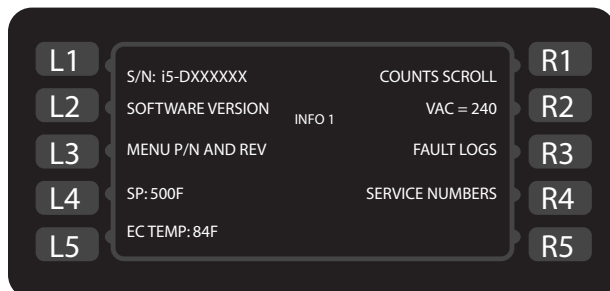 L1 S/N: i5-DXXXXXX COUNTS SCROLL R1
L2 SOFTWARE VERSION VAC = 240 R2
INFO 1
L3 MENU P/N AND REV FAULT LOGS R3
L4 SP: 500F SERVICE NUMBERS R4
L5 EC TEMP: 84F R5